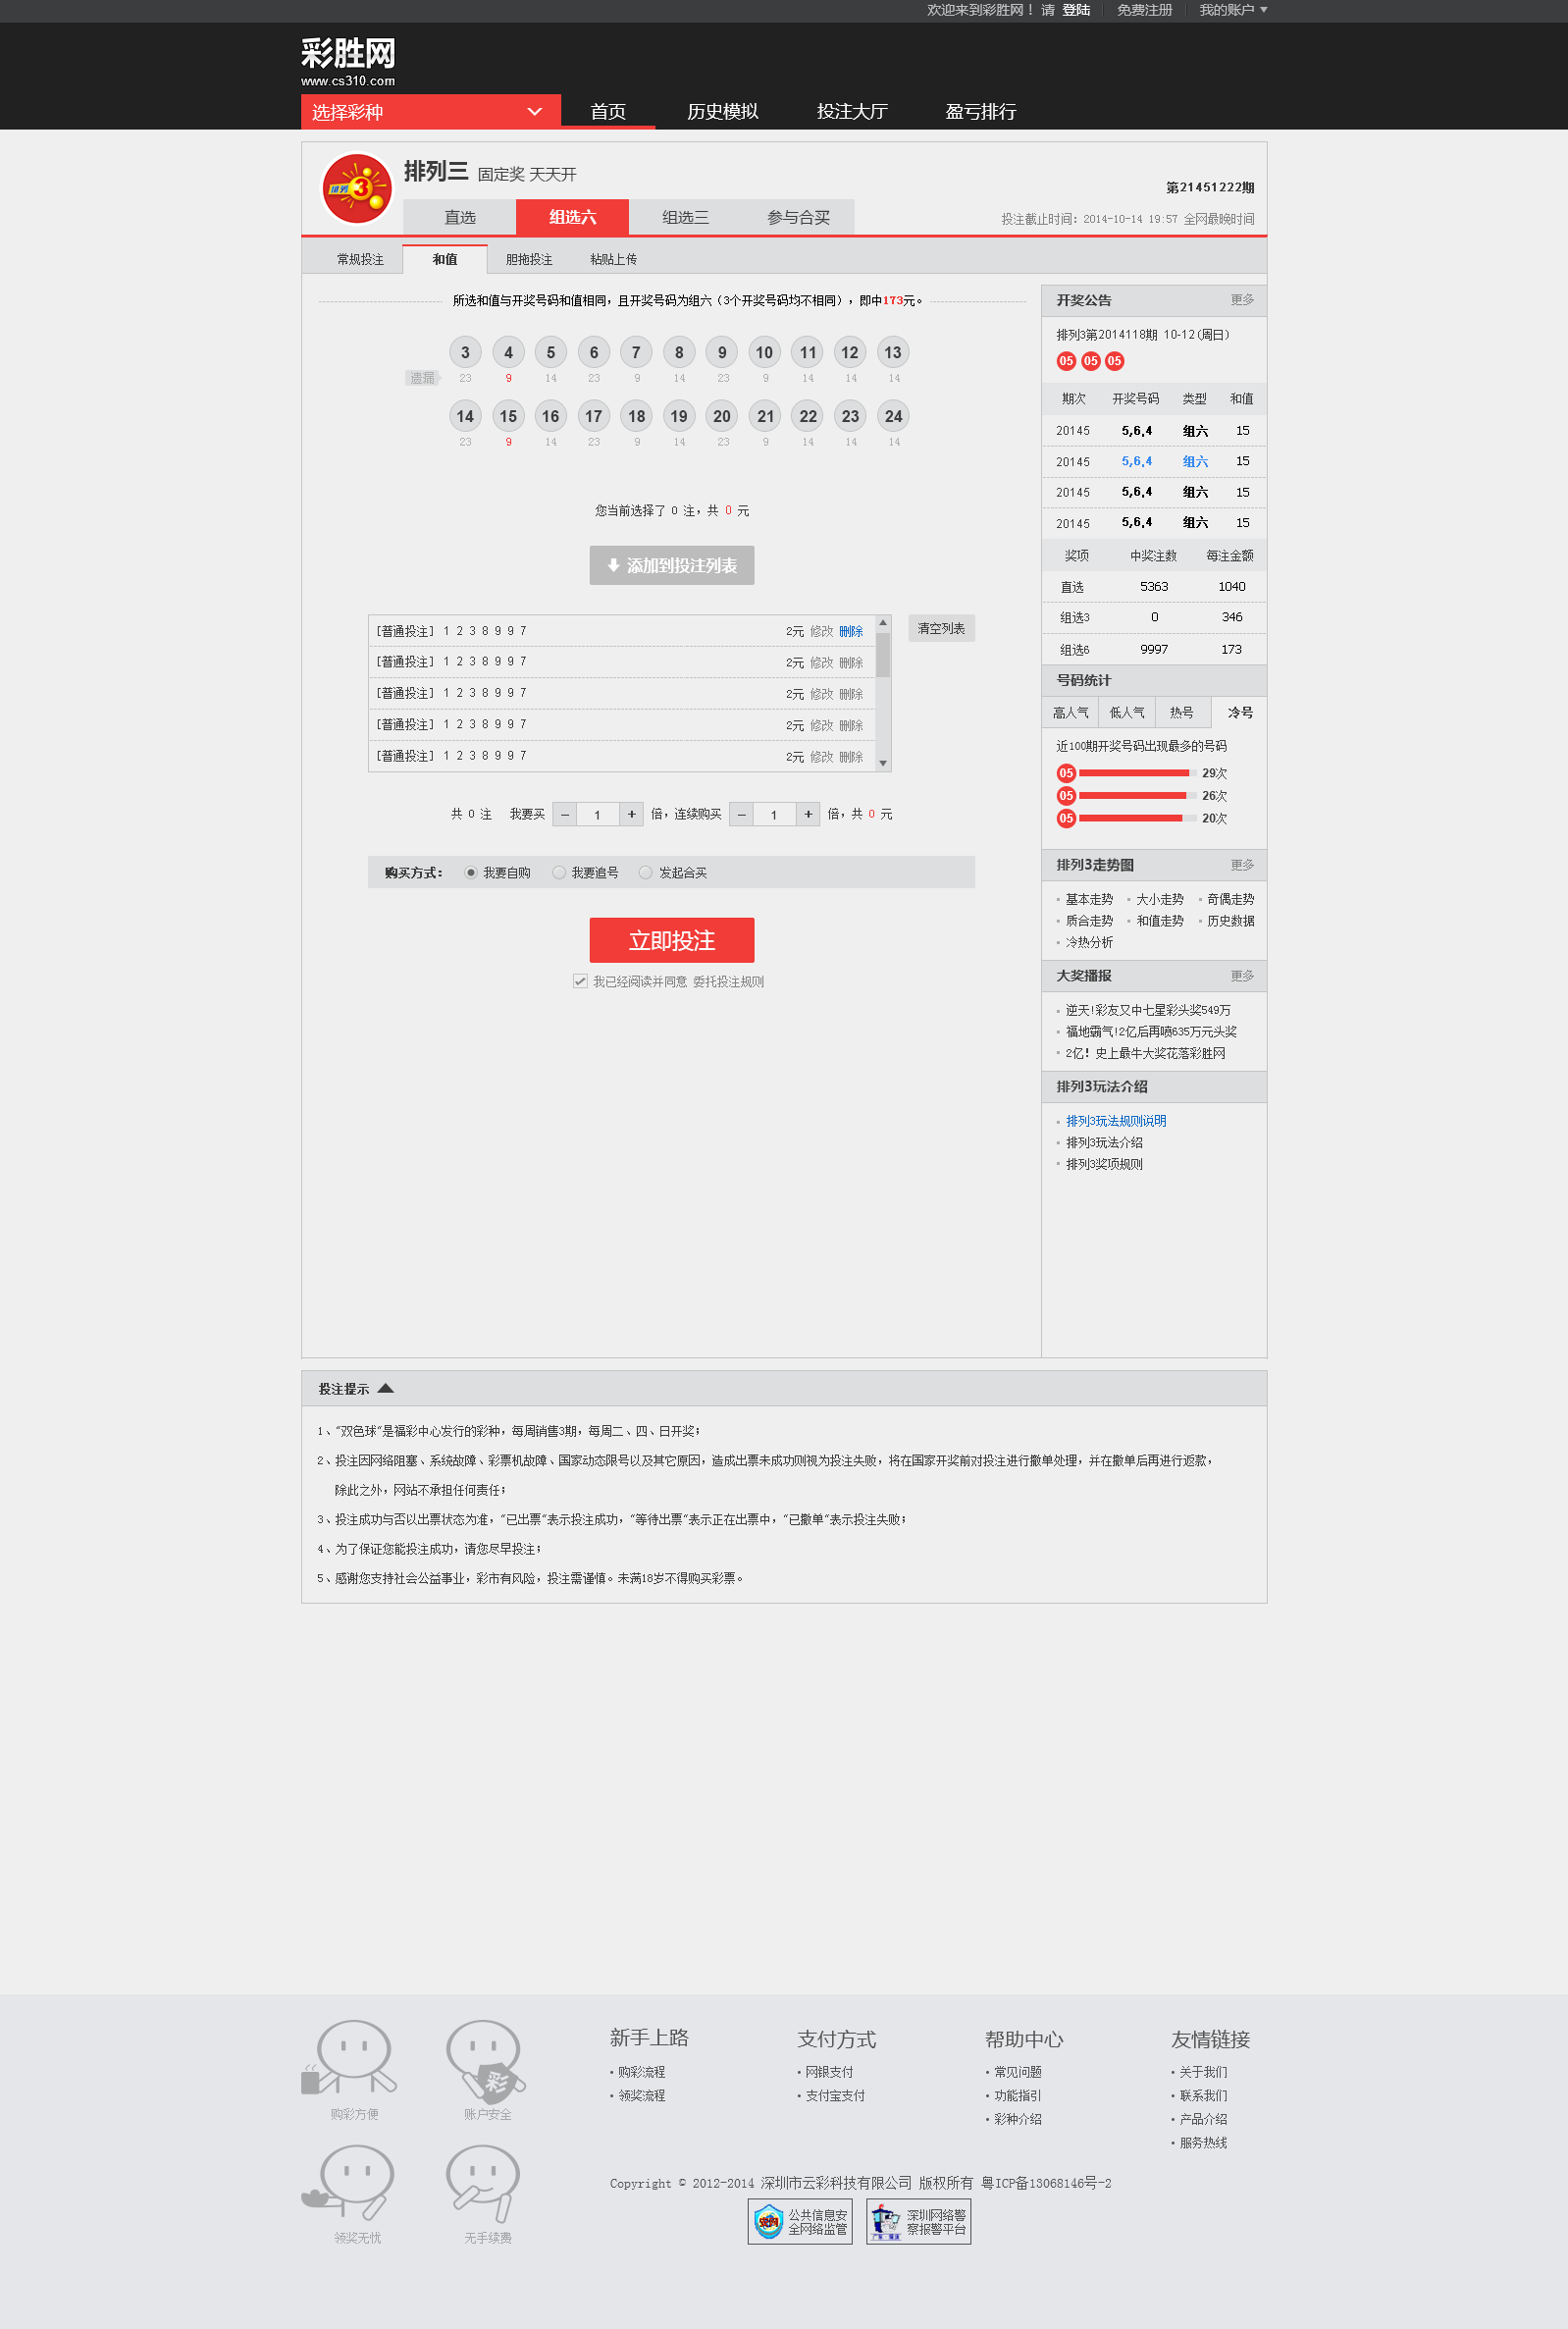 欢迎来到彩胜网！请 登陆 免费注册 我的账户
彩胜网
www.cs310.com
选择彩种 首页 历史模拟 投注大厅 盈亏排行
排列三 固定奖 天天开
第21451222期
直选 组选六 组选三 参与合买
投注截止时间：2014-10-14 19:57 全网最晚时间
常规投注 和值 胆拖投注 粘贴上传
所选和值与开奖号码和值相同，且开奖号码为组六（3个开奖号码均不相同），即中173元。
3 4 5 6 7 8 9 10 11 12 13
遗漏 23 9 14 23 9 14 23 9 14 14 14
14 15 16 17 18 19 20 21 22 23 24
23 9 14 23 9 14 23 9 14 14 14
您当前选择了 0 注，共 0 元
添加到投注列表
[普通投注] 1 2 3 8 9 9 7 2元 修改 删除
[普通投注] 1 2 3 8 9 9 7 2元 修改 删除
[普通投注] 1 2 3 8 9 9 7 2元 修改 删除
[普通投注] 1 2 3 8 9 9 7 2元 修改 删除
[普通投注] 1 2 3 8 9 9 7 2元 修改 删除
清空列表
共 0 注 我要买 － 1 + 倍，连续购买 － 1 + 倍，共 0 元
购买方式： 我要自购 我要追号 发起合买
立即投注
我已经阅读并同意 委托投注规则
开奖公告 更多
排列3第2014118期 10-12(周日)
05 05 05
期次 开奖号码 类型 和值
20145 5,6,4 组六 15
20145 5,6,4 组六 15
20145 5,6,4 组六 15
20145 5,6,4 组六 15
奖项 中奖注数 每注金额
直选 5363 1040
组选3 0 346
组选6 9997 173
号码统计
高人气 低人气 热号 冷号
近100期开奖号码出现最多的号码
05 29次
05 26次
05 20次
排列3走势图 更多
基本走势 大小走势 奇偶走势
质合走势 和值走势 历史数据
冷热分析
大奖播报 更多
逆天!彩友又中七星彩头奖549万
福地霸气!2亿后再喷635万元头奖
2亿！史上最牛大奖花落彩胜网
排列3玩法介绍
排列3玩法规则说明
排列3玩法介绍
排列3奖项规则
投注提示
1、“双色球”是福彩中心发行的彩种，每周销售3期，每周二、四、日开奖；
2、投注因网络阻塞、系统故障、彩票机故障、国家动态限号以及其它原因，造成出票未成功则视为投注失败，将在国家开奖前对投注进行撤单处理，并在撤单后再进行返款，
除此之外，网站不承担任何责任；
3、投注成功与否以出票状态为准，“已出票”表示投注成功，“等待出票”表示正在出票中，“已撤单”表示投注失败；
4、为了保证您能投注成功，请您尽早投注；
5、感谢您支持社会公益事业，彩市有风险，投注需谨慎。未满18岁不得购买彩票。
彩
购彩方便 账户安全
领奖无忧 无手续费
新手上路
购彩流程
领奖流程
支付方式
网银支付
支付宝支付
帮助中心
常见问题
功能指引
彩种介绍
友情链接
关于我们
联系我们
产品介绍
服务热线
Copyright © 2012-2014 深圳市云彩科技有限公司 版权所有 粤ICP备13068146号-2
公共信息安
全网络监管
深圳网络警
察报警平台